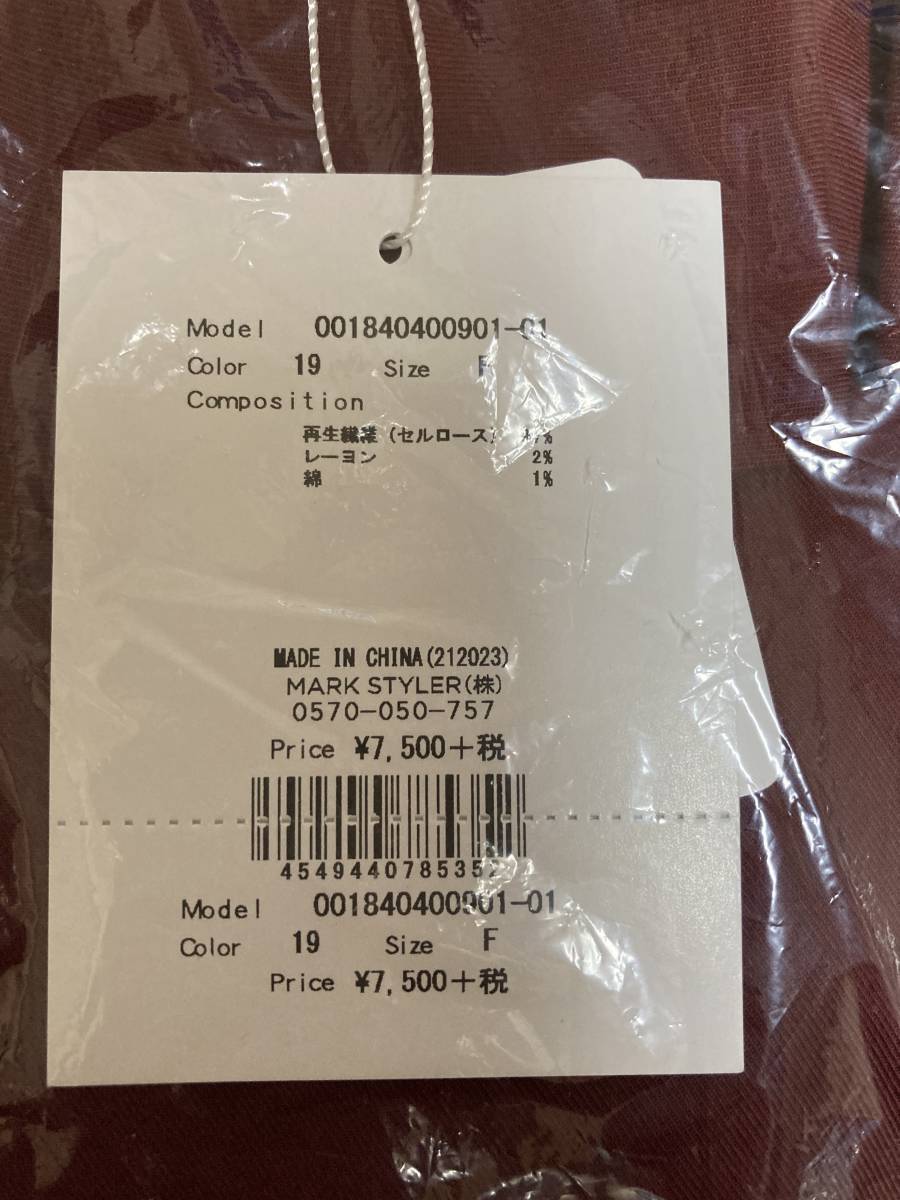 Model 001840400901-01
Color 19 Size F
Composition
再生繊維（セルロース）
レーヨン 2%
綿 1%
MADE IN CHINA(212023)
MARK STYLER(株)
0570-050-757
Price ¥7,500+税
Model 001840400901-01
Color 19 Size F
Price ¥7,500+税